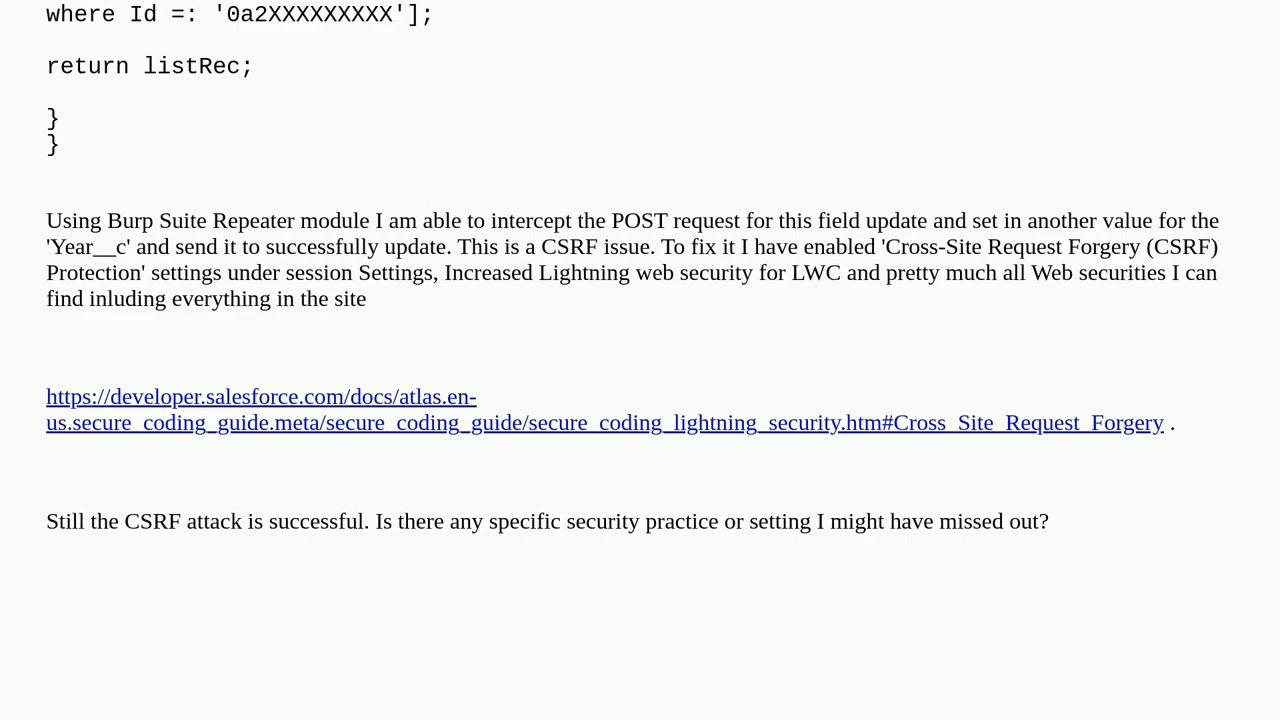 where Id =: '0a2XXXXXXXXX'];
return listRec;
}
}
Using Burp Suite Repeater module I am able to intercept the POST request for this field update and set in another value for the
'Year__c' and send it to successfully update. This is a CSRF issue. To fix it I have enabled 'Cross-Site Request Forgery (CSRF)
Protection' settings under session Settings, Increased Lightning web security for LWC and pretty much all Web securities I can
find inluding everything in the site
https://developer.salesforce.com/docs/atlas.en-
us.secure_coding_guide.meta/secure_coding_guide/secure_coding_lightning_security.htm#Cross_Site_Request_Forgery .
Still the CSRF attack is successful. Is there any specific security practice or setting I might have missed out?